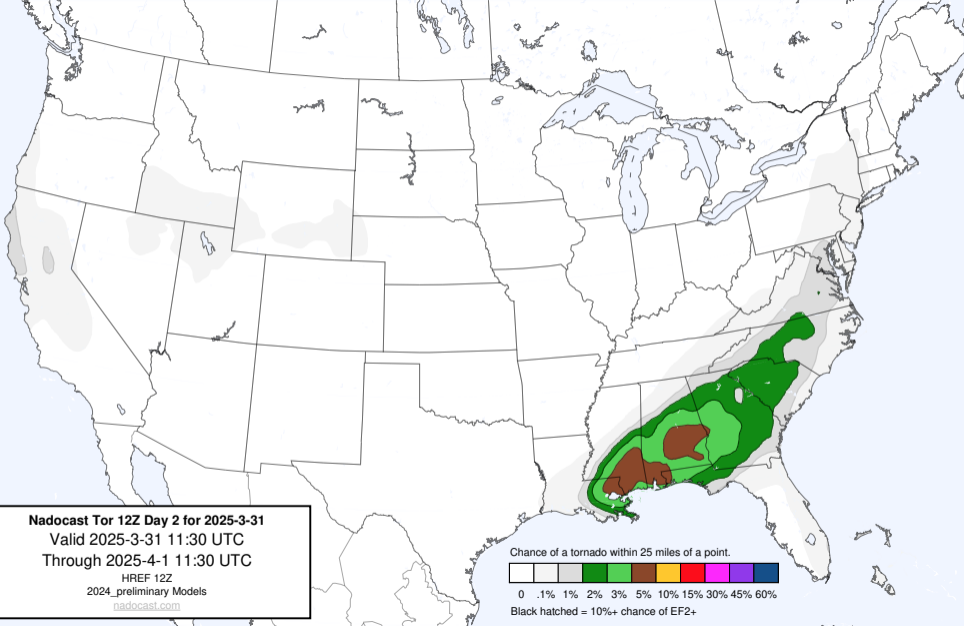 Nadocast Tor 12Z Day 2 for 2025-3-31
Valid 2025-3-31 11:30 UTC
Through 2025-4-1 11:30 UTC
HREF 12Z
2024_preliminary Models
nadocast.com
Chance of a tornado within 25 miles of a point.
0 .1% 1% 2% 3% 5% 10% 15% 30% 45% 60%
Black hatched = 10%+ chance of EF2+